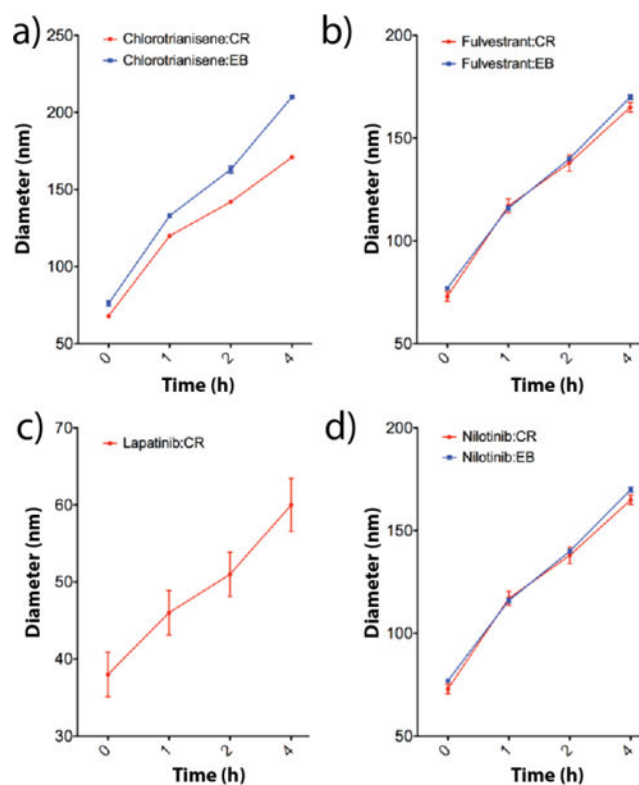 a)
Chlorotrianisene:CR
Chlorotrianisene:EB
Diameter (nm)
250
200
150
100
50
0
1
2
4
Time (h)
b)
Fulvestrant:CR
Fulvestrant:EB
Diameter (nm)
200
150
100
50
0
1
2
4
Time (h)
c)
Lapatinib:CR
Diameter (nm)
70
60
50
40
30
0
1
2
4
Time (h)
d)
Nilotinib:CR
Nilotinib:EB
Diameter (nm)
200
150
100
50
0
1
2
4
Time (h)